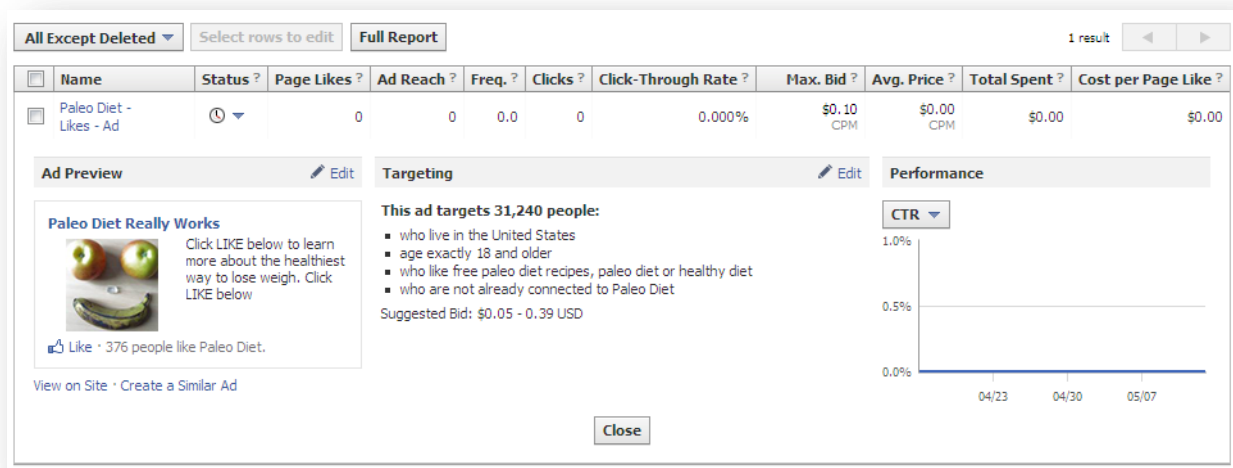 All Except Deleted Select rows to edit Full Report 1 result
Name Status ? Page Likes ? Ad Reach ? Freq. ? Clicks ? Click-Through Rate ? Max. Bid ? Avg. Price ? Total Spent ? Cost per Page Like ?
Paleo Diet -
Likes - Ad
0 0 0.0 0 0.000% $0.10 $0.00 $0.00 $0.00
CPM CPM
Ad Preview Edit Targeting Edit Performance
Paleo Diet Really Works
Click LIKE below to learn
more about the healthiest
way to lose weigh. Click
LIKE below
Like · 376 people like Paleo Diet.
View on Site · Create a Similar Ad
This ad targets 31,240 people:
who live in the United States
age exactly 18 and older
who like free paleo diet recipes, paleo diet or healthy diet
who are not already connected to Paleo Diet
Suggested Bid: $0.05 - 0.39 USD
CTR
1.0%
0.5%
0.0%
04/23 04/30 05/07
Close